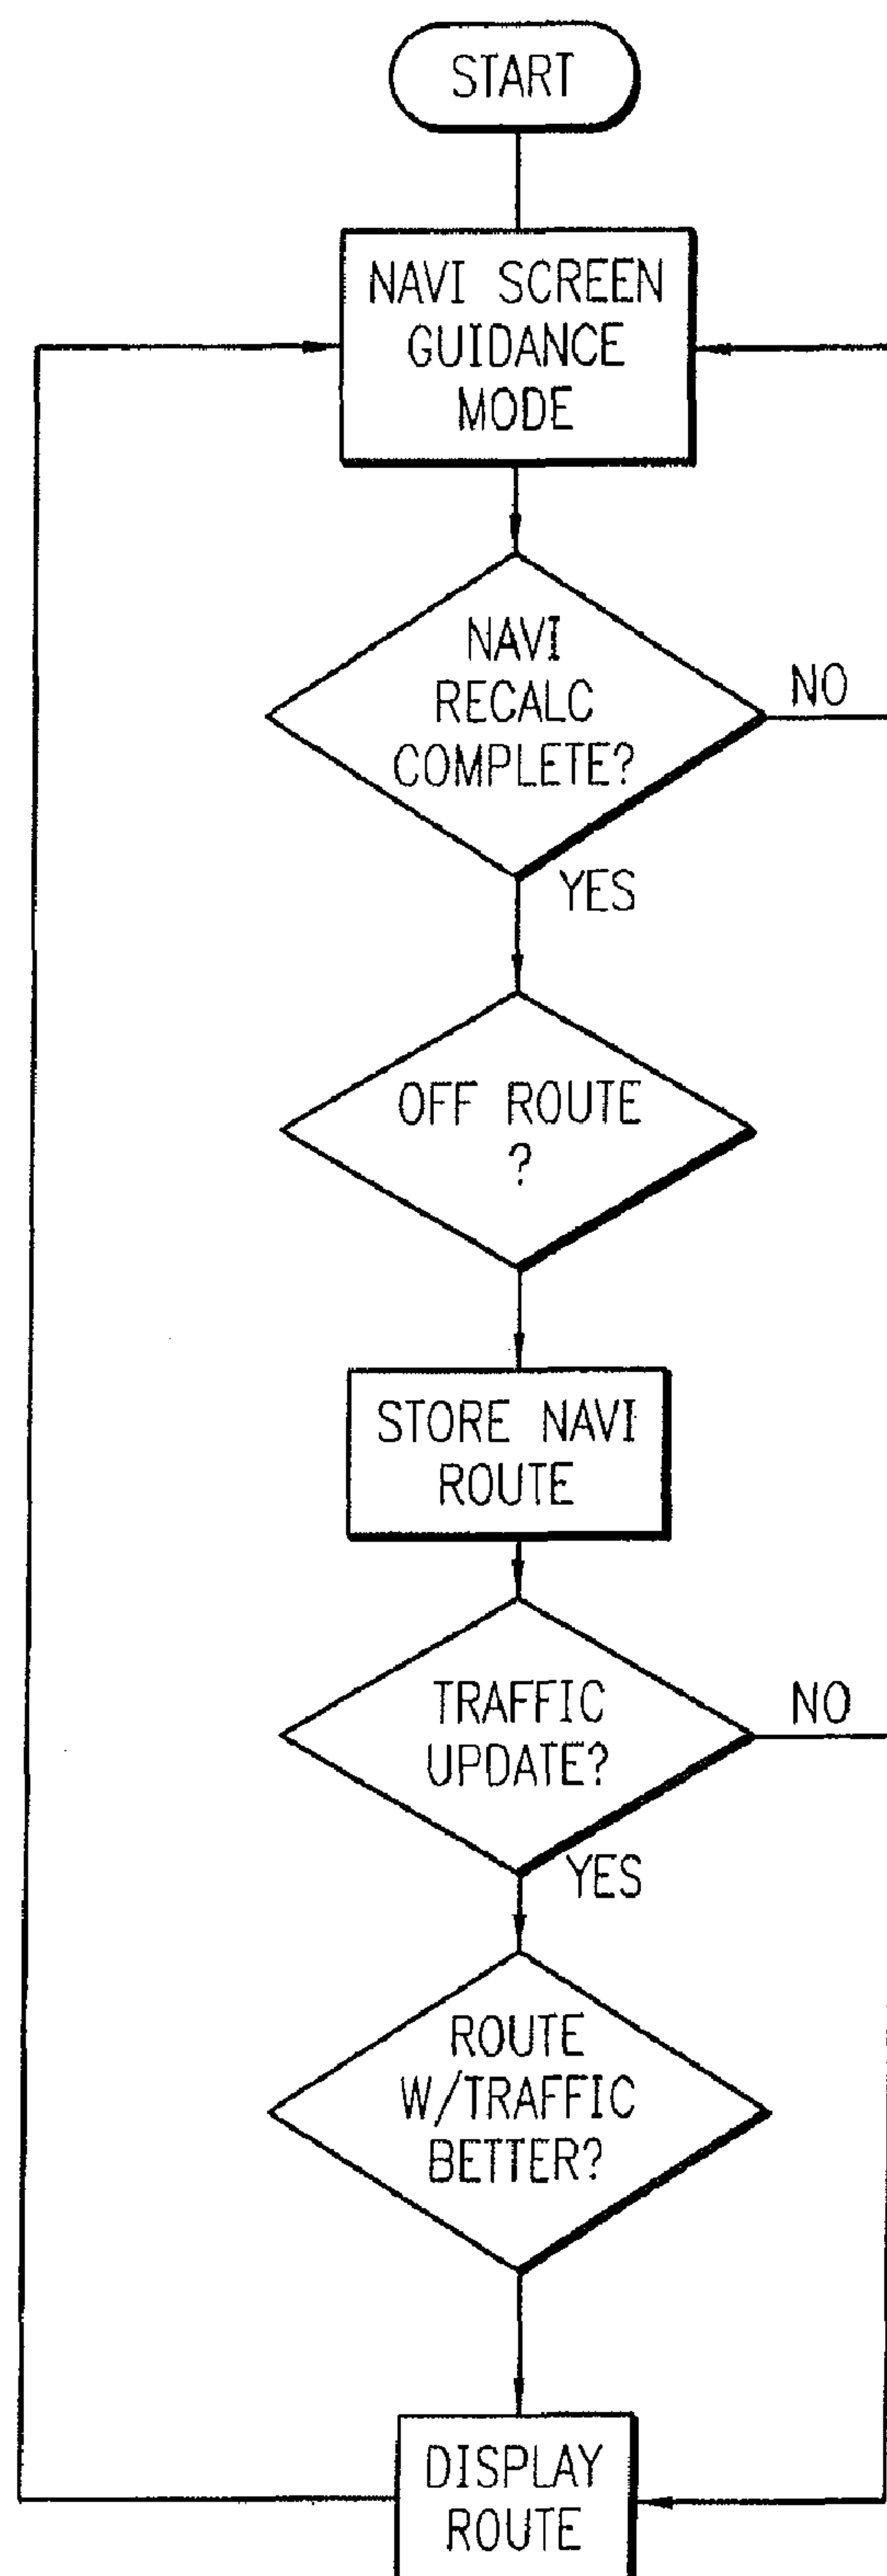 START
NAVI SCREEN
GUIDANCE
MODE
NAVI
RECALC
COMPLETE?
NO
YES
OFF ROUTE
?
STORE NAVI
ROUTE
TRAFFIC
UPDATE?
NO
YES
ROUTE
W/TRAFFIC
BETTER?
DISPLAY
ROUTE